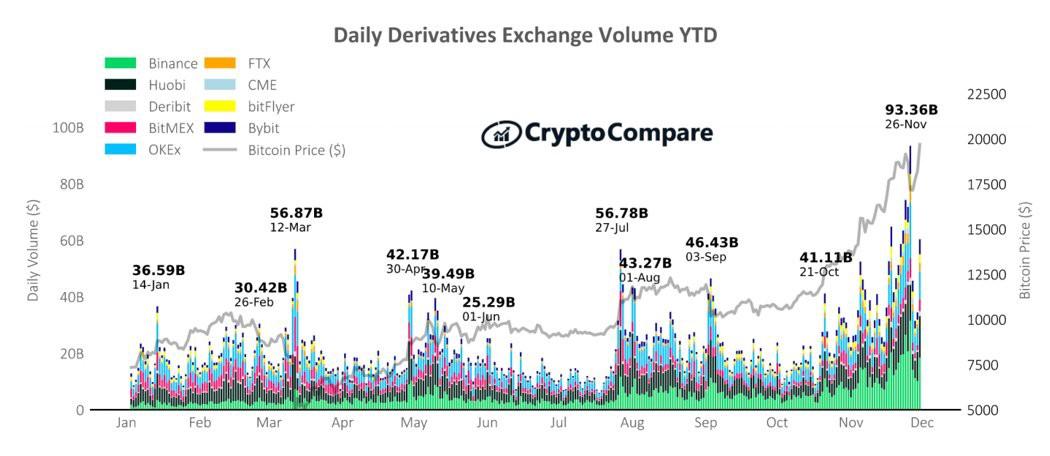 Daily Derivatives Exchange Volume YTD
Binance FTX
Huobi CME
Deribit bitFlyer
BitMEX Bybit
OKEx Bitcoin Price ($)
CryptoCompare
Daily Volume ($)
100B
80B
60B
40B
20B
0
36.59B
14-Jan
30.42B
26-Feb
56.87B
12-Mar
42.17B
30-Apr
39.49B
10-May
25.29B
01-Jun
56.78B
27-Jul
43.27B
01-Aug
46.43B
03-Sep
41.11B
21-Oct
93.36B
26-Nov
22500
20000
17500
15000
12500
10000
7500
5000
Bitcoin Price ($)
Jan Feb Mar Apr May Jun Jul Aug Sep Oct Nov Dec